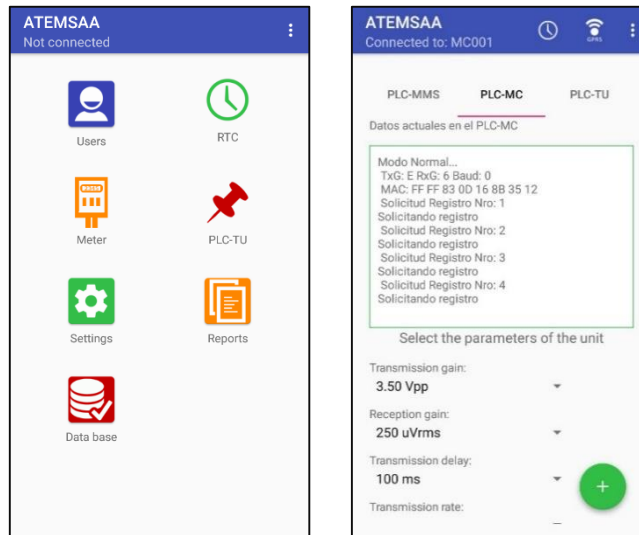 ATEMSAA
Not connected
Users
RTC
Meter
PLC-TU
Settings
Reports
Data base
ATEMSAA
Connected to: MC001
GPRS
PLC-MMS PLC-MC PLC-TU
Datos actuales en el PLC-MC
Modo Normal...
TxG: E RxG: 6 Baud: 0
MAC: FF FF 83 0D 16 8B 35 12
Solicitud Registro Nro: 1
Solicitando registro
Solicitud Registro Nro: 2
Solicitando registro
Solicitud Registro Nro: 3
Solicitando registro
Solicitud Registro Nro: 4
Solicitando registro
Select the parameters of the unit
Transmission gain:
3.50 Vpp
Reception gain:
250 uVrms
Transmission delay:
100 ms
Transmission rate: